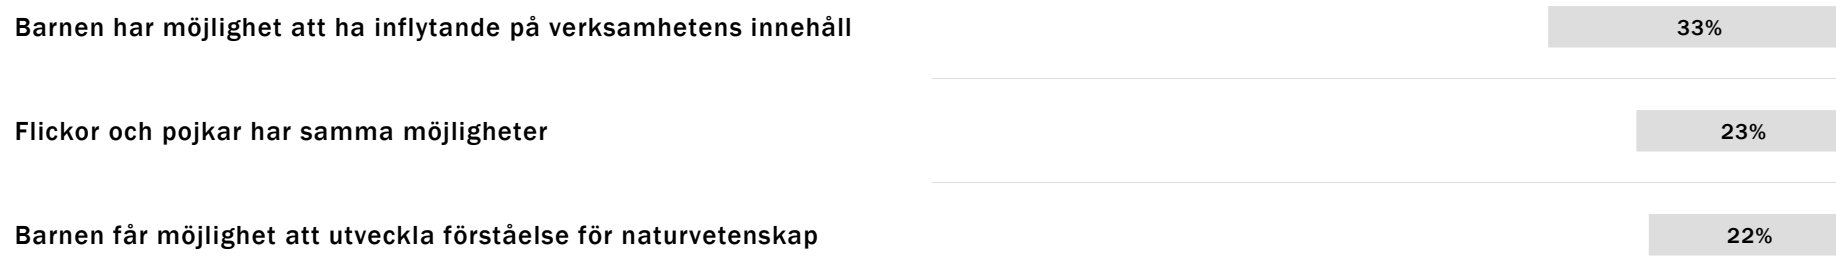 Barnen har möjlighet att ha inflytande på verksamhetens innehåll 33%
Flickor och pojkar har samma möjligheter 23%
Barnen får möjlighet att utveckla förståelse för naturvetenskap 22%